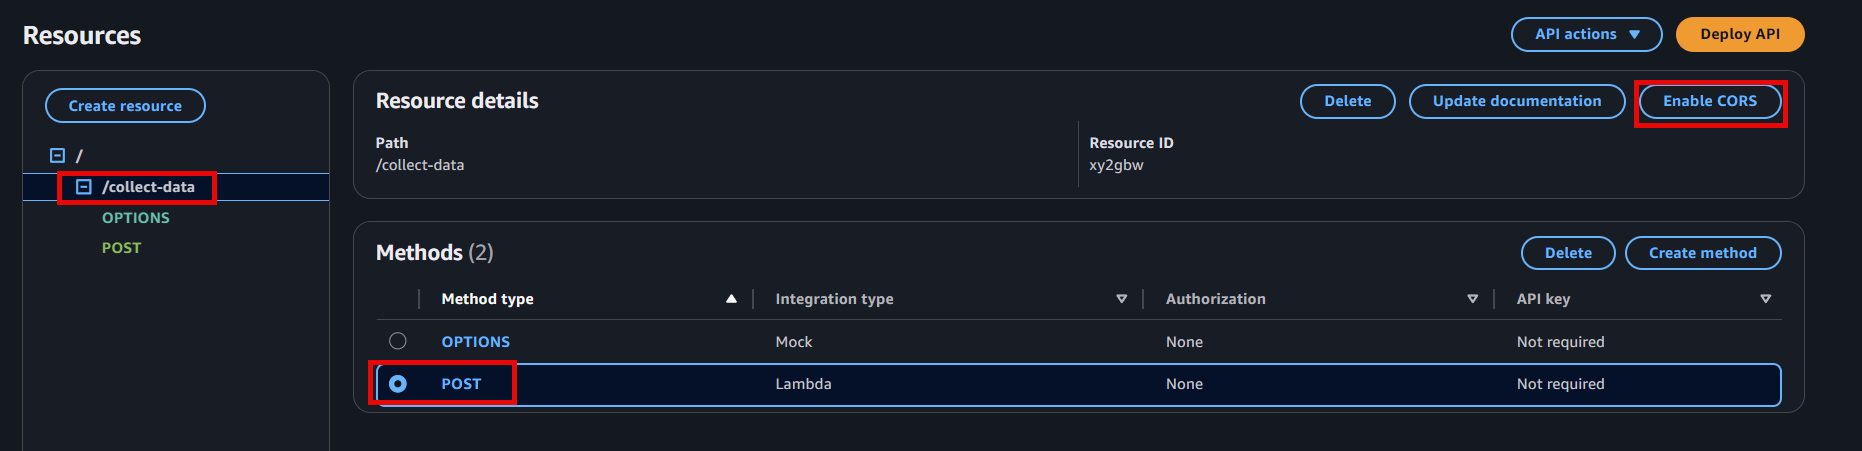 Resources
API actions
Deploy API
Create resource
/
/collect-data
OPTIONS
POST
Resource details
Delete
Update documentation
Enable CORS
Path
/collect-data
Resource ID
xy2gbw
Methods (2)
Delete
Create method
Method type
Integration type
Authorization
API key
OPTIONS
Mock
None
Not required
POST
Lambda
None
Not required